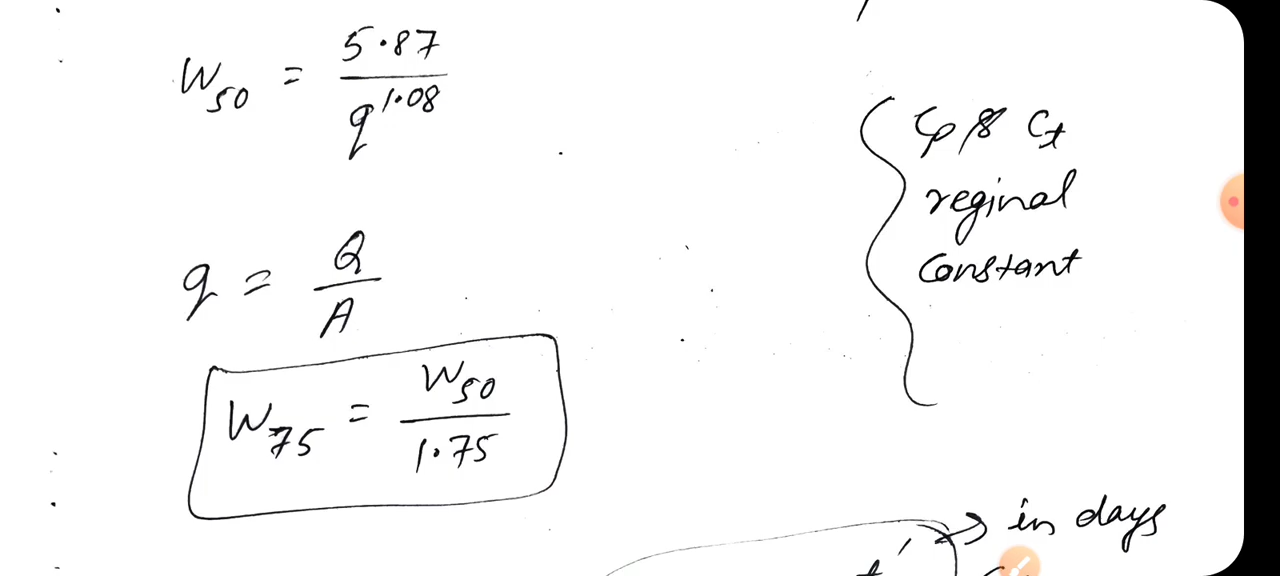 W50 = 5.87 / q^1.08
q = Q / A
W75 = W50 / 1.75
Cp & Ct
reginal
Constant
→ in days